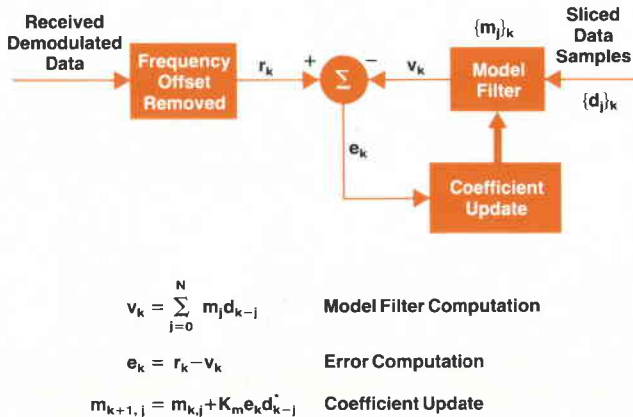 Received
Demodulated
Data
Frequency
Offset
Removed
r_k
+
Σ
−
v_k
{m_j}_k
Model
Filter
Sliced
Data
Samples
{d_j}_k
e_k
Coefficient
Update
v_k = \sum_{j=0}^{N} m_j d_{k-j} Model Filter Computation
e_k = r_k − v_k Error Computation
m_{k+1, j} = m_{k,j} + K_m e_k d^*_{k-j} Coefficient Update